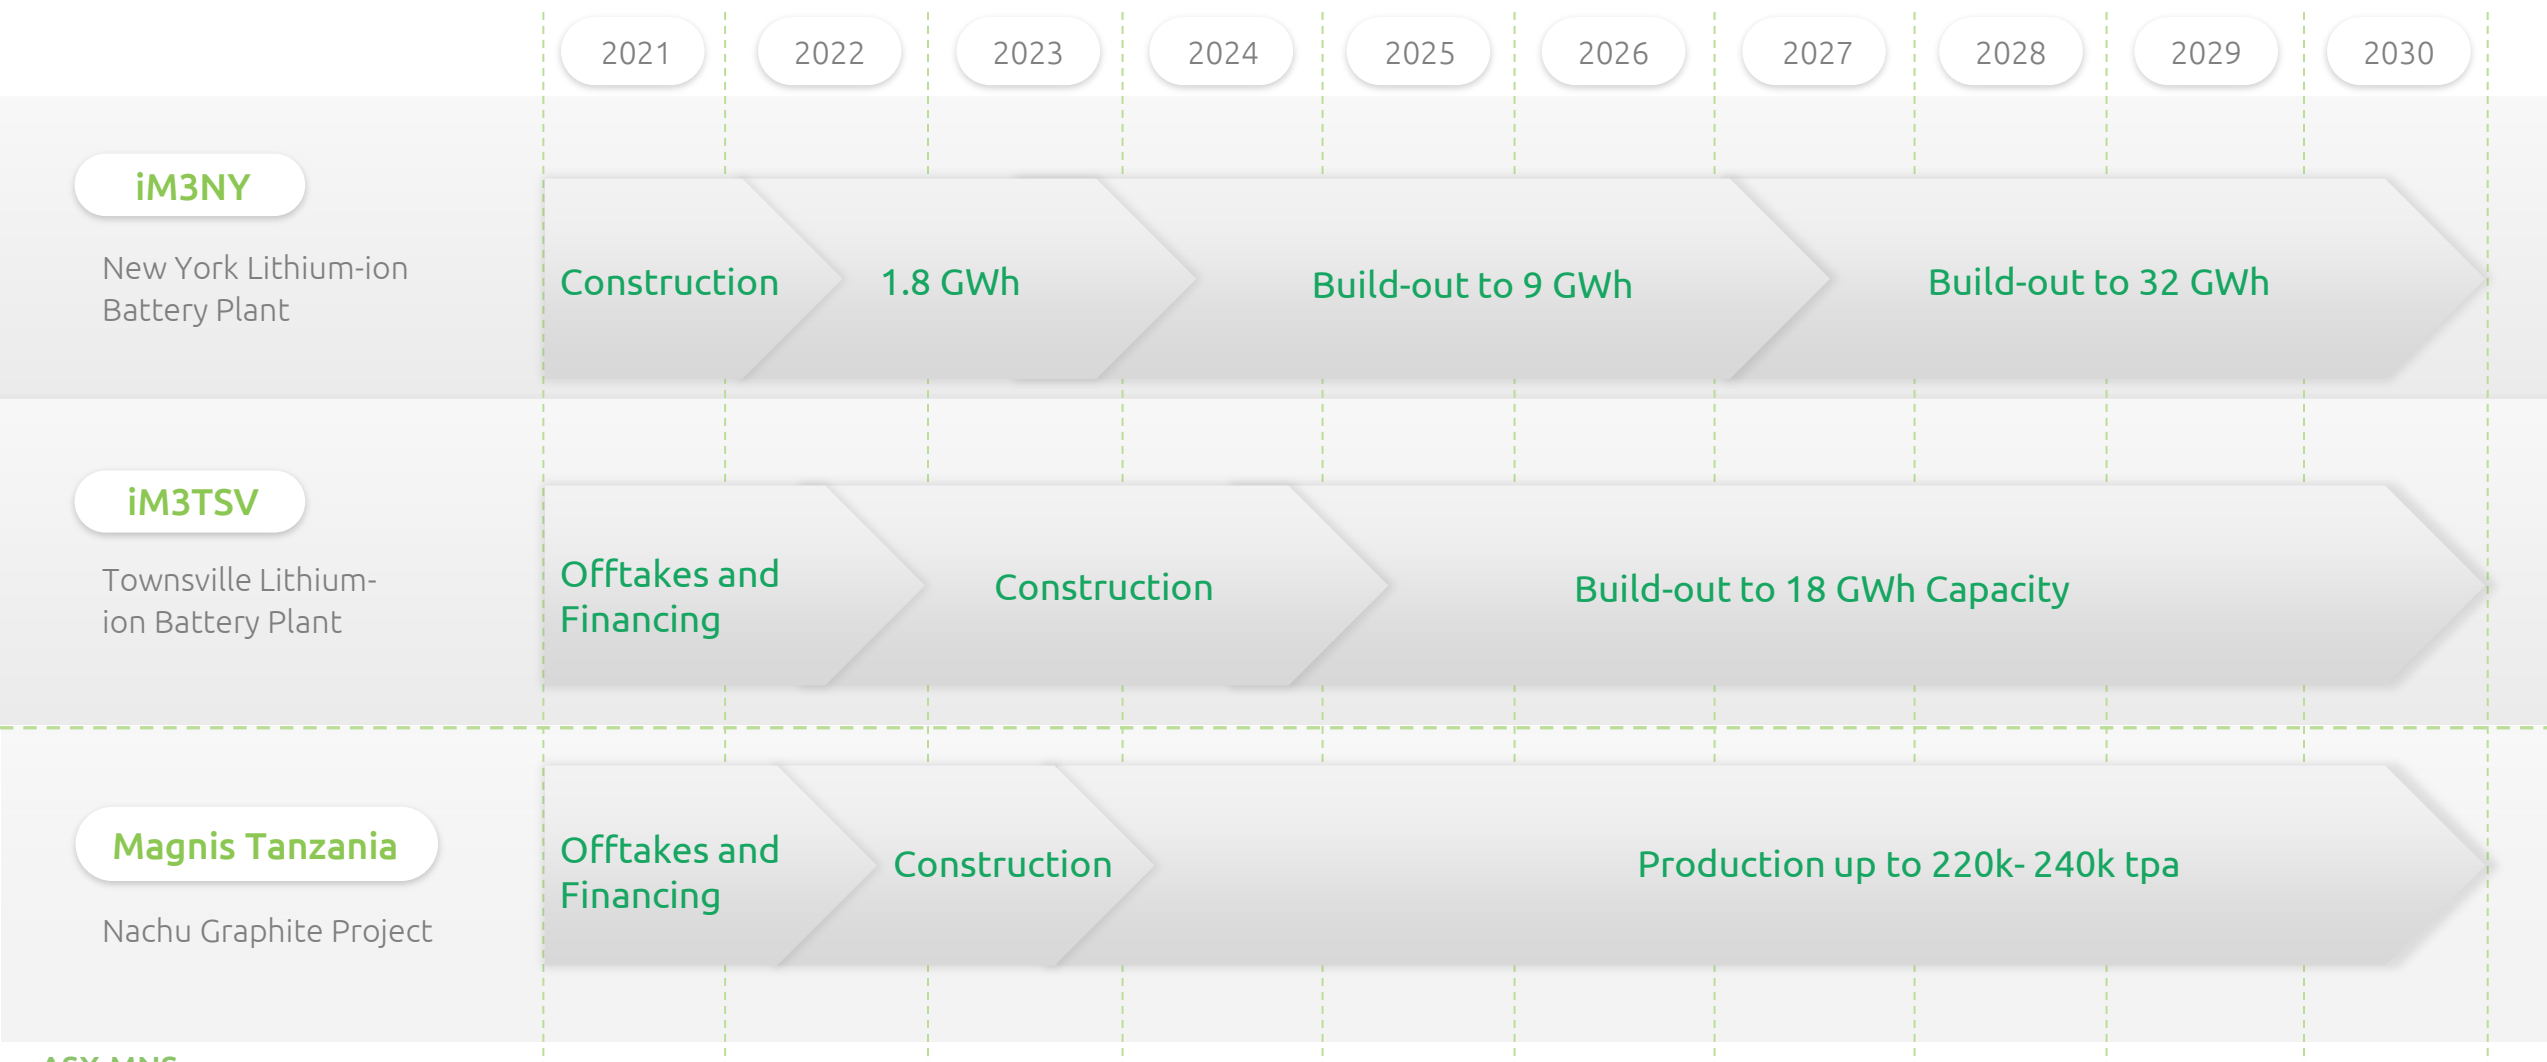 2021 2022 2023 2024 2025 2026 2027 2028 2029 2030
iM3NY
New York Lithium-ion
Battery Plant
Construction
1.8 GWh
Build-out to 9 GWh
Build-out to 32 GWh
iM3TSV
Townsville Lithium-
ion Battery Plant
Offtakes and
Financing
Construction
Build-out to 18 GWh Capacity
Magnis Tanzania
Nachu Graphite Project
Offtakes and
Financing
Construction
Production up to 220k- 240k tpa
ASX MNS